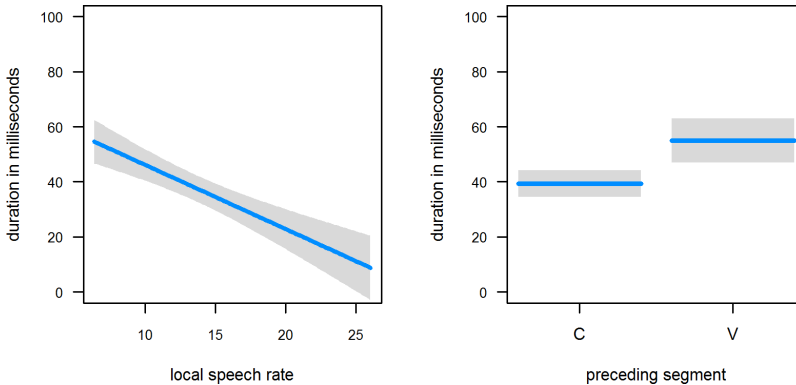 duration in milliseconds
100
80
60
40
20
0
10 15 20 25
local speech rate
duration in milliseconds
100
80
60
40
20
0
C V
preceding segment